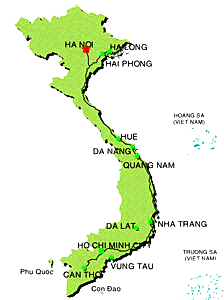 HA NOI
HA LONG
HAI PHONG
HOANG SA
(VIET NAM)
HUE
DA NANG
QUANG NAM
NHA TRANG
DA LAT
HO CHI MINH CITY
TRUONG SA
(VIET NAM)
Phu Quoc
VUNG TAU
CAN THO
Con Dao